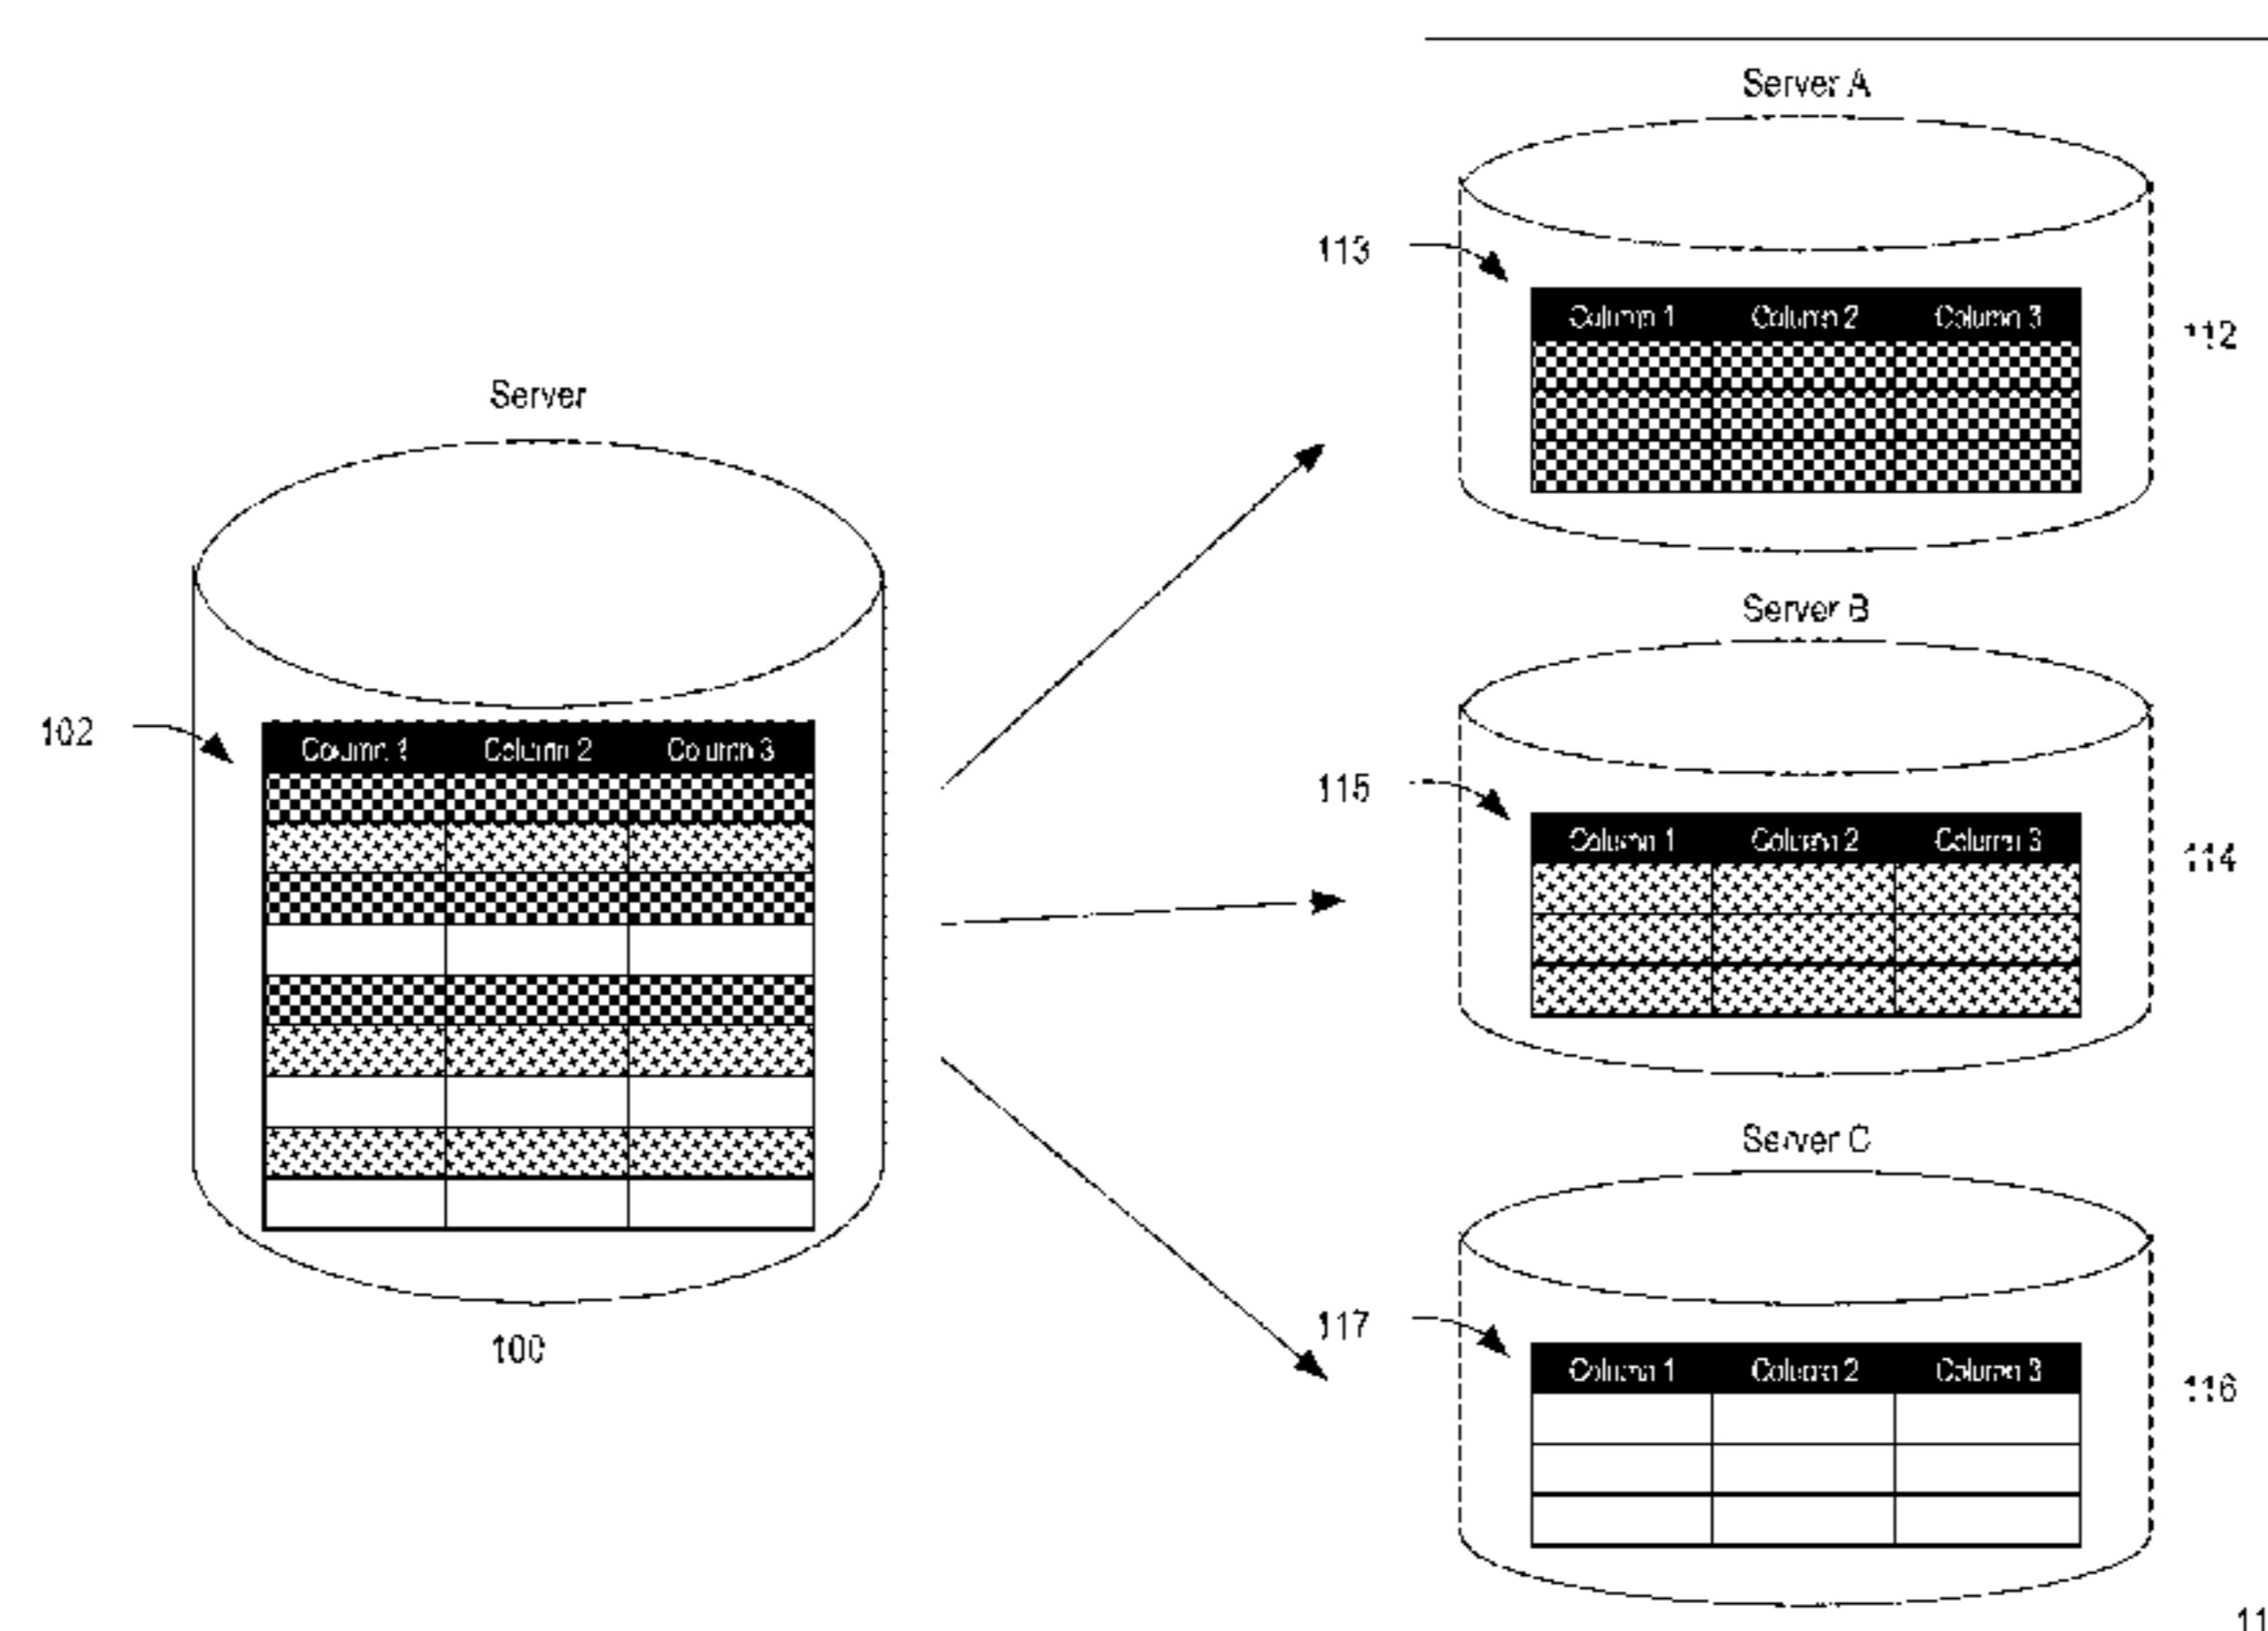 Server A
113
Column 1 Column 2 Column 3
112
Server
Server B
102
Column 1 Column 2 Column 3
115
Column 1 Column 2 Column 3
114
Server C
100
117
Column 1 Column 2 Column 3
116